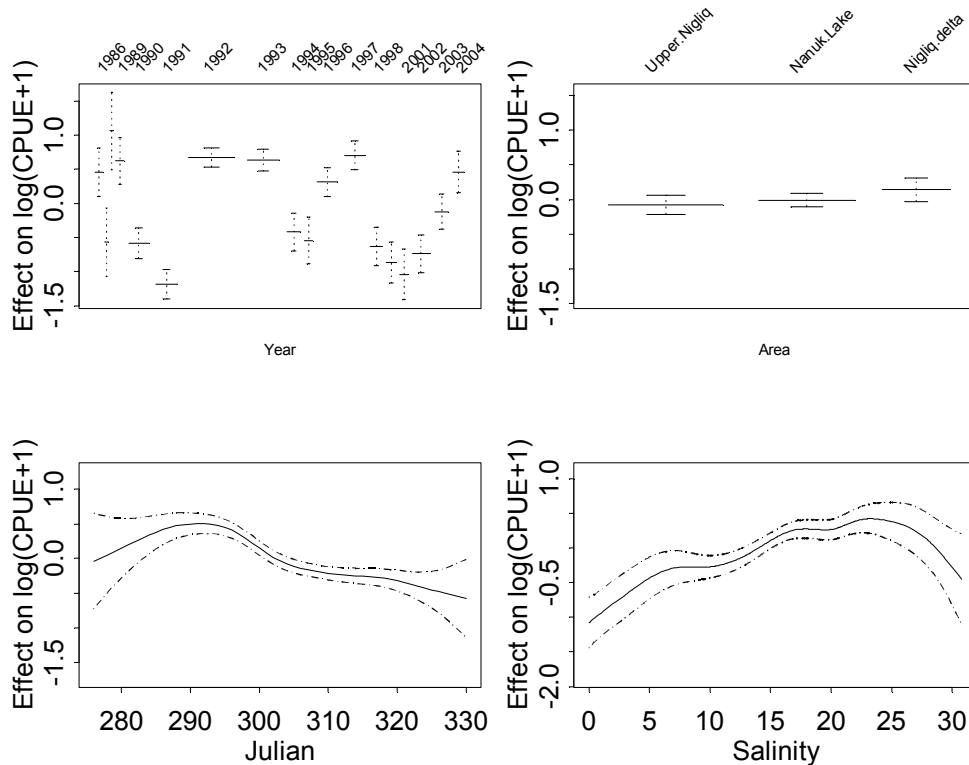 1986 1989 1990 1991 1992 1993 1994 1995 1996 1997 1998 2001 2002 2003 2004
Effect on log(CPUE+1)
1.0
0.0
-1.5
Year
Upper.Nigliq Nanuk.Lake Nigliq.delta
Effect on log(CPUE+1)
1.0
0.0
-1.5
Area
Effect on log(CPUE+1)
1.0
0.0
-1.5
280 290 300 310 320 330
Julian
Effect on log(CPUE+1)
1.0
-0.5
-2.0
0 5 10 15 20 25 30
Salinity